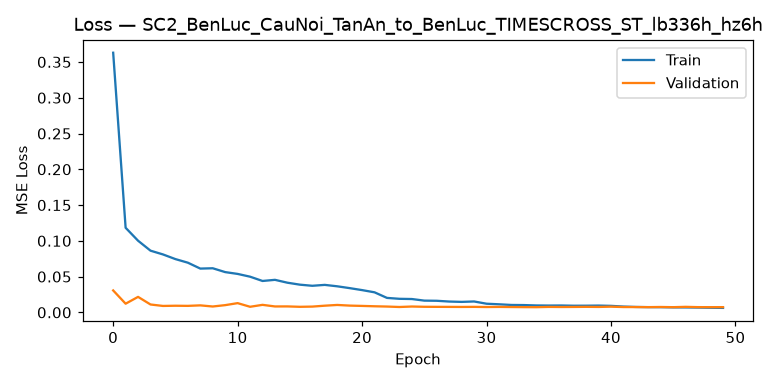 Loss — SC2_BenLuc_CauNoi_TanAn_to_BenLuc_TIMESCROSS_ST_lb336h_hz6h
Train
Validation
MSE Loss
0.35
0.30
0.25
0.20
0.15
0.10
0.05
0.00
0 10 20 30 40 50
Epoch